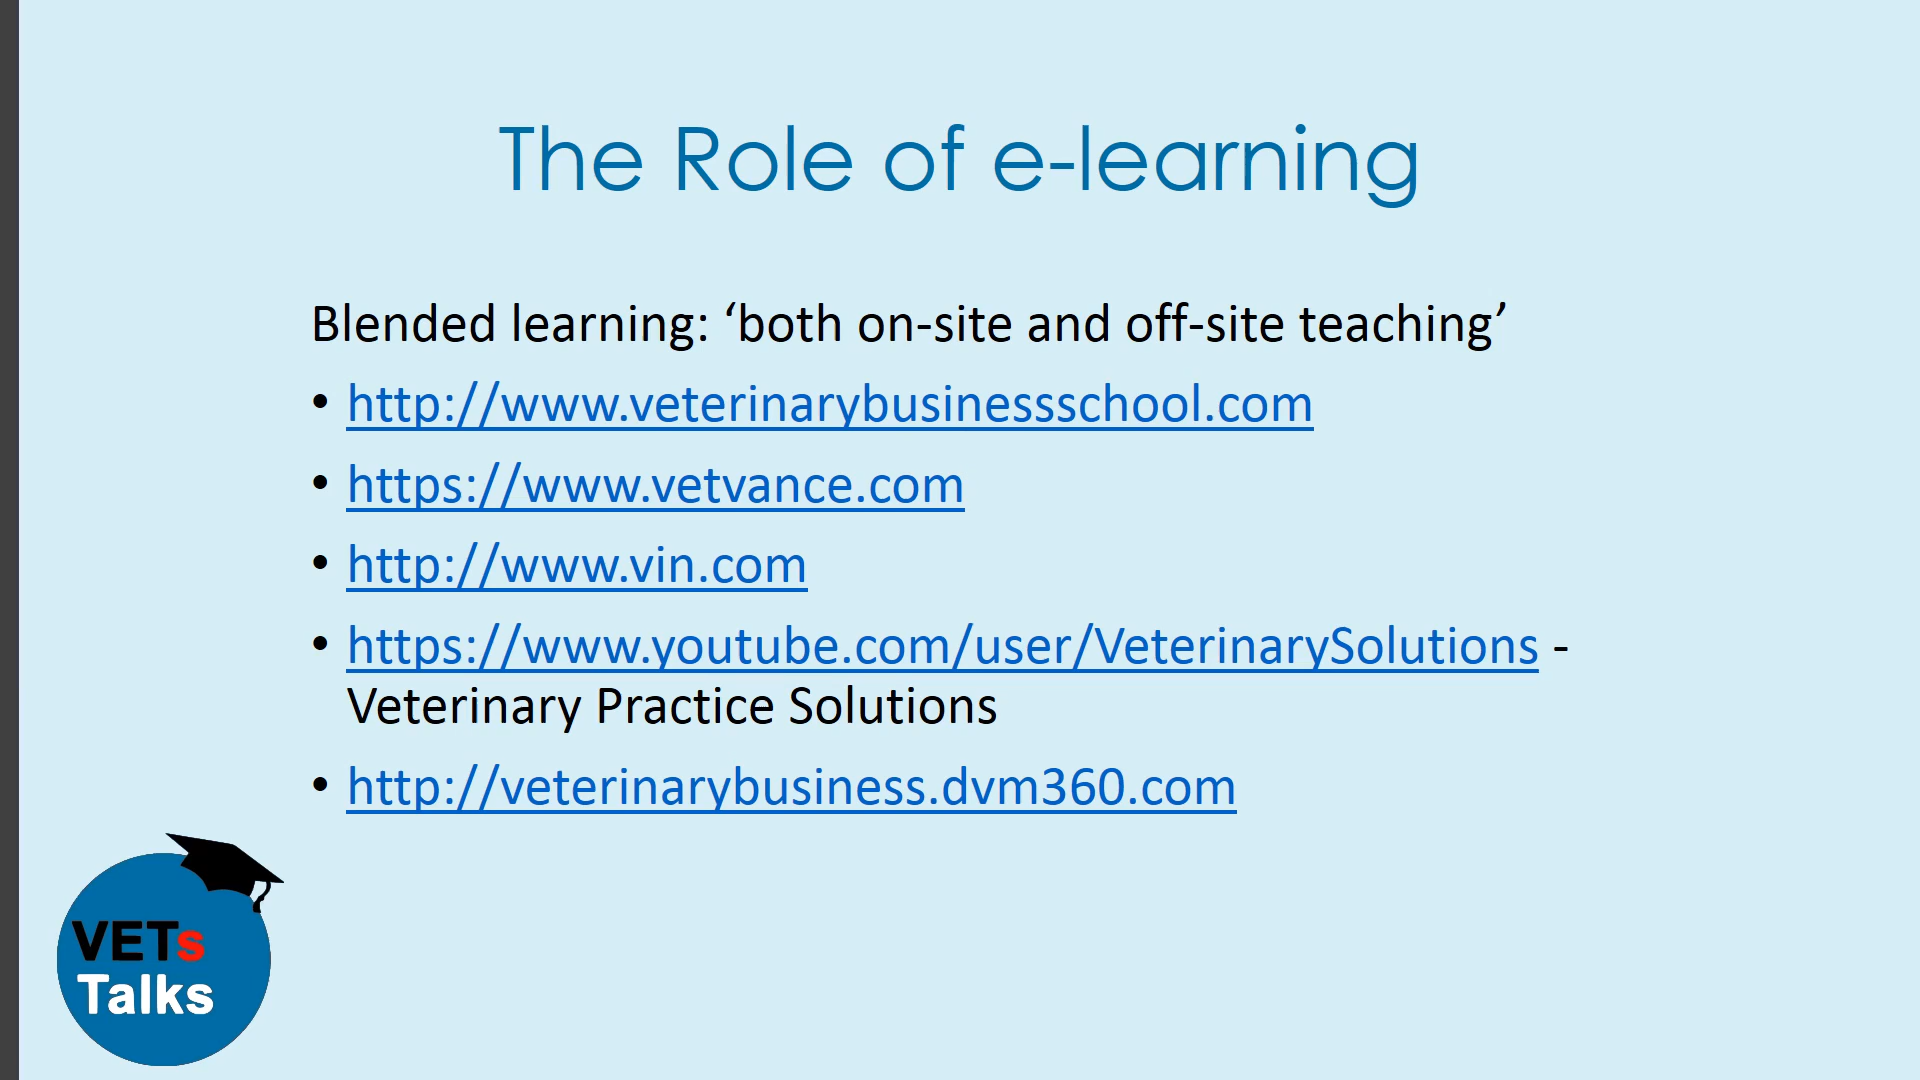 The Role of e-learning
Blended learning: ‘both on-site and off-site teaching’
• http://www.veterinarybusinessschool.com
• https://www.vetvance.com
• http://www.vin.com
• https://www.youtube.com/user/VeterinarySolutions -
Veterinary Practice Solutions
• http://veterinarybusiness.dvm360.com
VETs
Talks